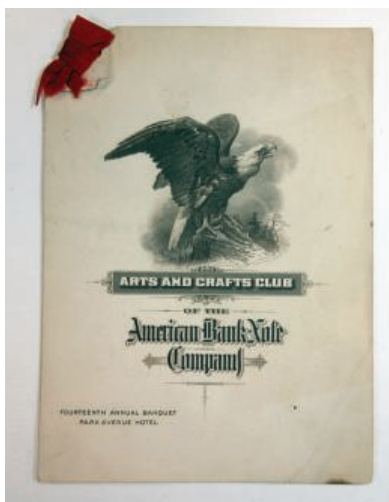 ARTS AND CRAFTS CLUB
OF THE
American Bank Note
Company
FOURTEENTH ANNUAL BANQUET
PARK AVENUE HOTEL